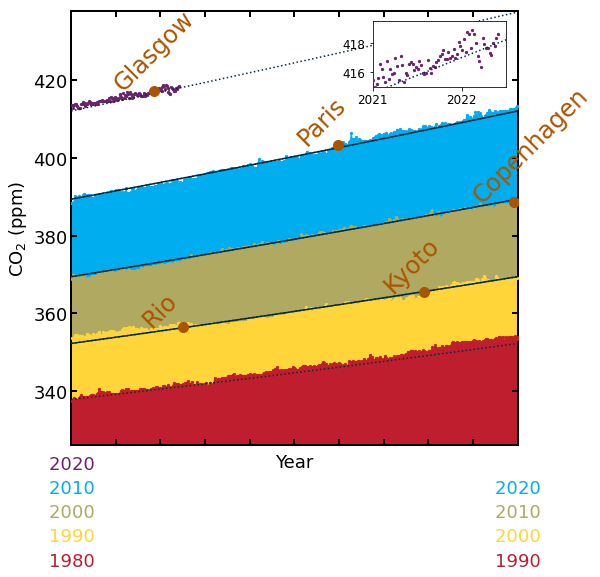 Glasgow
Paris
Copenhagen
Rio
Kyoto
418
416
2021 2022
420
400
380
360
340
CO₂ (ppm)
Year
2020
2010 2020
2000 2010
1990 2000
1980 1990